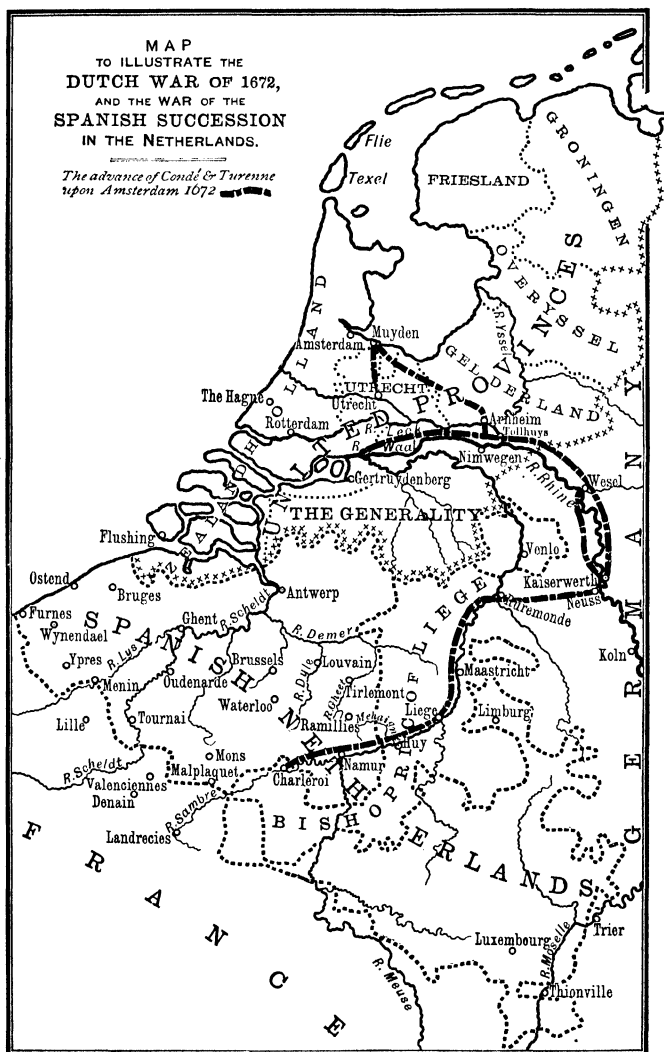 MAP
TO ILLUSTRATE THE
DUTCH WAR OF 1672,
AND THE WAR OF THE
SPANISH SUCCESSION
IN THE NETHERLANDS.
The advance of Condé & Turenne
upon Amsterdam 1672
Flie
Texel
FRIESLAND
GRONINGEN
OVERYSSEL
R. Yssel
GELDERLAND
UNITED PROVINCES
HOLLAND
Muyden
Amsterdam
UTRECHT
Utrecht
The Hague
Rotterdam
R. Leck
R. Waal
Arnheim
Tollhuys
Nimwegen
R. Rhine
Wesel
Gertruydenberg
ZEALAND
THE GENERALITY
Flushing
Venlo
Kaiserwerth
Neuss
Ruremonde
Koln
GERMANY
Ostend
Bruges
Antwerp
Furnes
Wynendael
Ghent
R. Scheldt
R. Demer
SPANISH NETHERLANDS
BISHOPRIC OF LIEGE
Ypres
R. Lys
Menin
Oudenarde
Brussels
R. Dyle
Louvain
R. Gheet
Tirlemont
Maastricht
Waterloo
Ramillies
Mehaign
Liege
Limburg
Lille
Tournai
Huy
Mons
Namur
R. Scheldt
Malplaquet
Charleroi
Valenciennes
Denain
R. Sambre
Landrecies
FRANCE
Luxembourg
R. Moselle
Trier
R. Meuse
Thionville